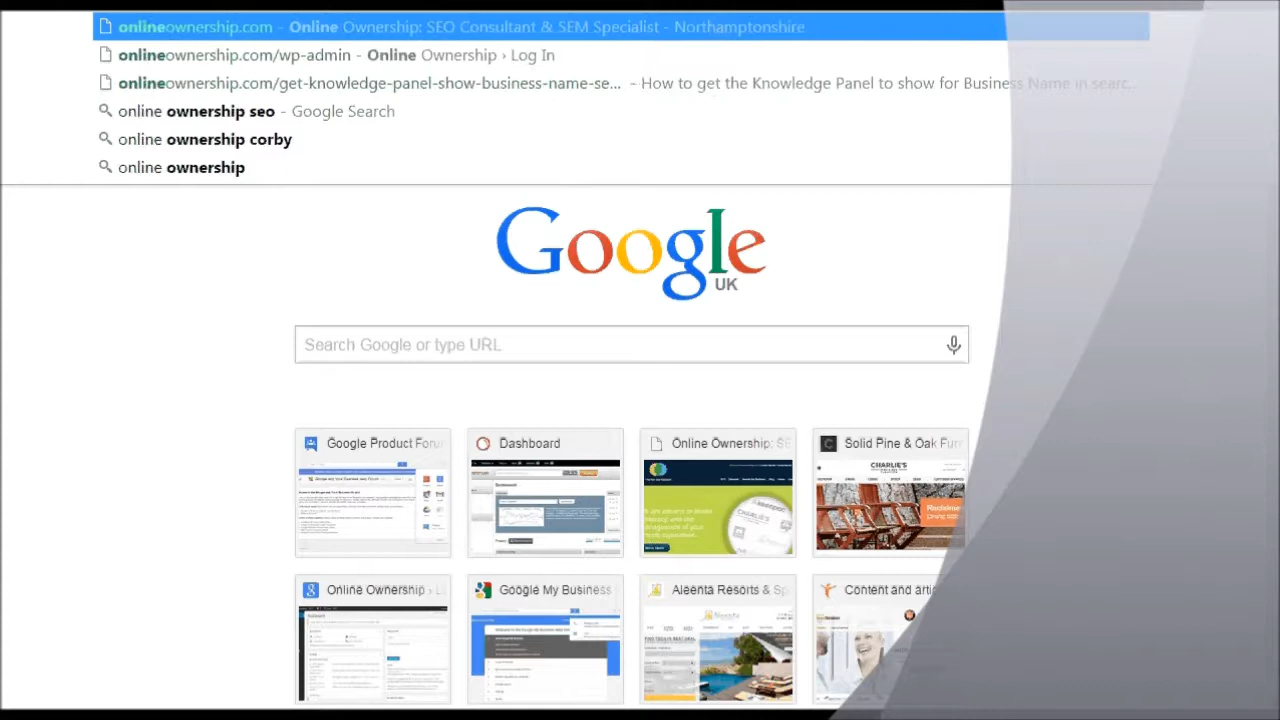 onlineownership.com - Online Ownership: SEO Consultant & SEM Specialist - Northamptonshire
onlineownership.com/wp-admin - Online Ownership › Log In
onlineownership.com/get-knowledge-panel-show-business-name-se... - How to get the Knowledge Panel to show for Business Name in searc...
online ownership seo - Google Search
online ownership corby
online ownership
Google
UK
Search Google or type URL
Google Product Foru
Dashboard
Online Ownership: SE
Solid Pine & Oak Furn
CHARLIE'S
Online Ownership › L
Google My Business
Aleenta Resorts & Sp
Content and artic